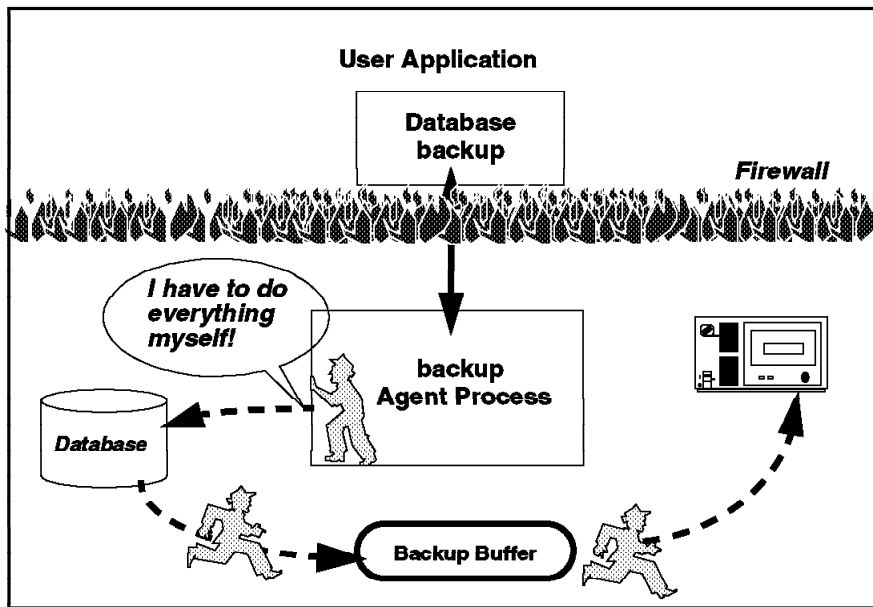 User Application
Database
backup
Firewall
I have to do
everything
myself!
backup
Agent Process
Database
Backup Buffer